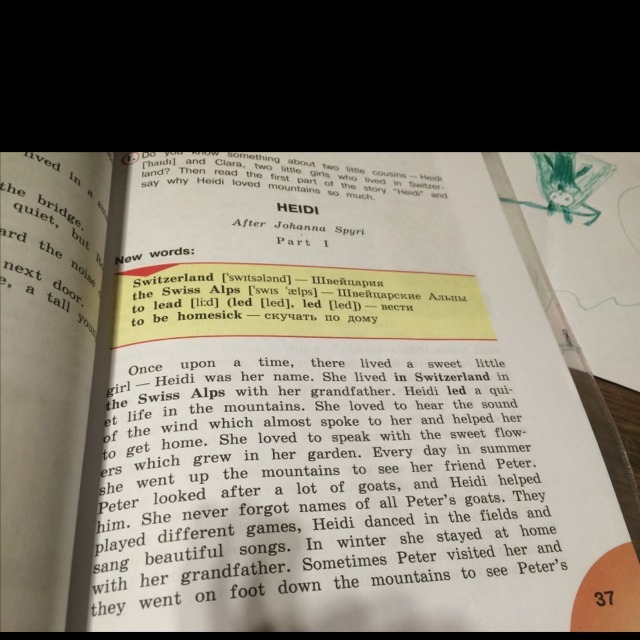 lived in a
the bridge.
quiet, but
ard the noise
next door.
e, a tall
1. Do you know something about two little cousins — Heidi
['haɪdɪ] and Clara, two little girls who lived in Switzer-
land? Then read the first part of the story "Heidi" and
say why Heidi loved mountains so much.
HEIDI
After Johanna Spyri
Part I
New words:
Switzerland ['swɪtsələnd] — Швейцария
the Swiss Alps ['swɪs 'ælps] — Швейцарские Альпы
to lead [li:d] (led [led], led [led]) — вести
to be homesick — скучать по дому
Once upon a time, there lived a sweet little
girl — Heidi was her name. She lived in Switzerland in
the Swiss Alps with her grandfather. Heidi led a qui-
et life in the mountains. She loved to hear the sound
of the wind which almost spoke to her and helped her
to get home. She loved to speak with the sweet flow-
ers which grew in her garden. Every day in summer
she went up the mountains to see her friend Peter.
Peter looked after a lot of goats, and Heidi helped
him. She never forgot names of all Peter's goats. They
played different games, Heidi danced in the fields and
sang beautiful songs. In winter she stayed at home
with her grandfather. Sometimes Peter visited her and
they went on foot down the mountains to see Peter's
37